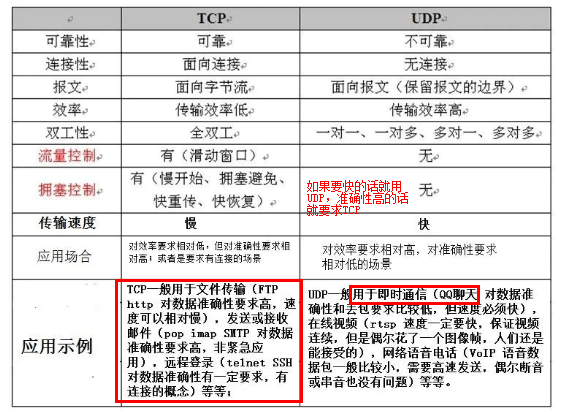 TCP UDP
可靠性 可靠 不可靠
连接性 面向连接 无连接
报文 面向字节流 面向报文（保留报文的边界）
效率 传输效率低 传输效率高
双工性 全双工 一对一、一对多、多对一、多对多
流量控制 有（滑动窗口） 无
拥塞控制 有（慢开始、拥塞避免、快重传、快恢复） 无
如果要快的话就用
UDP，准确性高的话
就要求TCP
传输速度 慢 快
应用场合
对效率要求相对低，但对准确性要求相
对高；或者是要求有连接的场景
对效率要求相对高，对准确性要求
相对低的场景
应用示例
TCP一般用于文件传输（FTP
http 对数据准确性要求高，速
度可以相对慢），发送或接收
邮件（pop imap SMTP 对数据
准确性要求高，非紧急应
用），远程登录（telnet SSH
对数据准确性有一定要求，有
连接的概念）等等；
UDP一般用于即时通信（QQ聊天 对数据准
确性和丢包要求比较低，但速度必须快），
在线视频（rtsp 速度一定要快，保证视频
连续，但是偶尔花了一个图像帧，人们还是
能接受的），网络语音电话（VoIP 语音数
据包一般比较小，需要高速发送，偶尔断音
或串音也没有问题）等等。